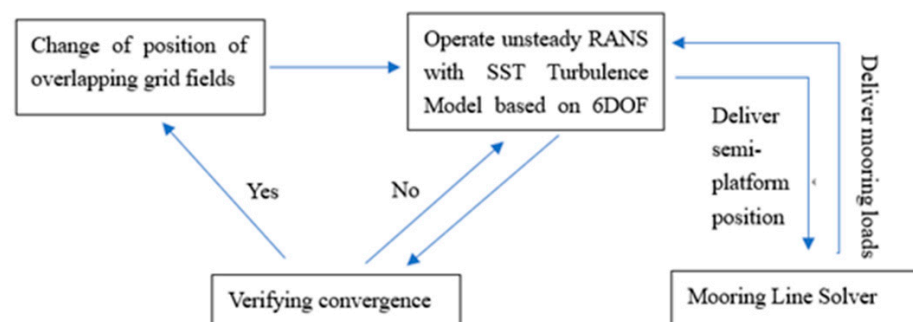 Change of position of
overlapping grid fields
Operate unsteady RANS
with SST Turbulence
Model based on 6DOF
Deliver mooring loads
Deliver
semi-
platform
position
Yes
No
Verifying convergence
Mooring Line Solver